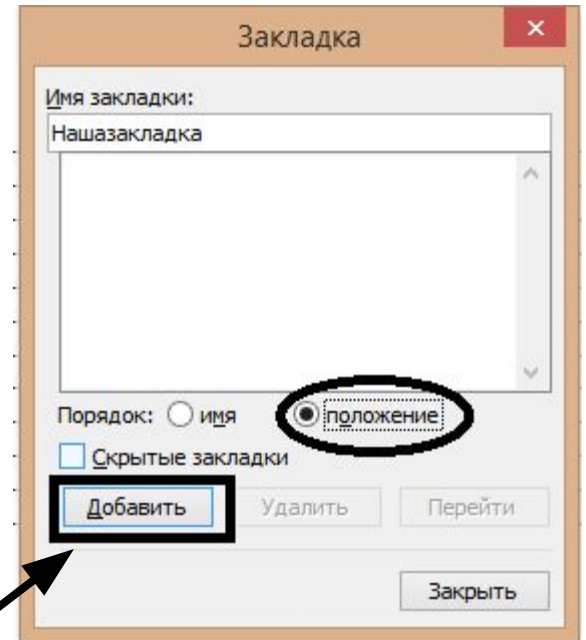 Закладка
Имя закладки:
Нашазакладка
Порядок: имя положение
Скрытые закладки
Добавить Удалить Перейти
Закрыть